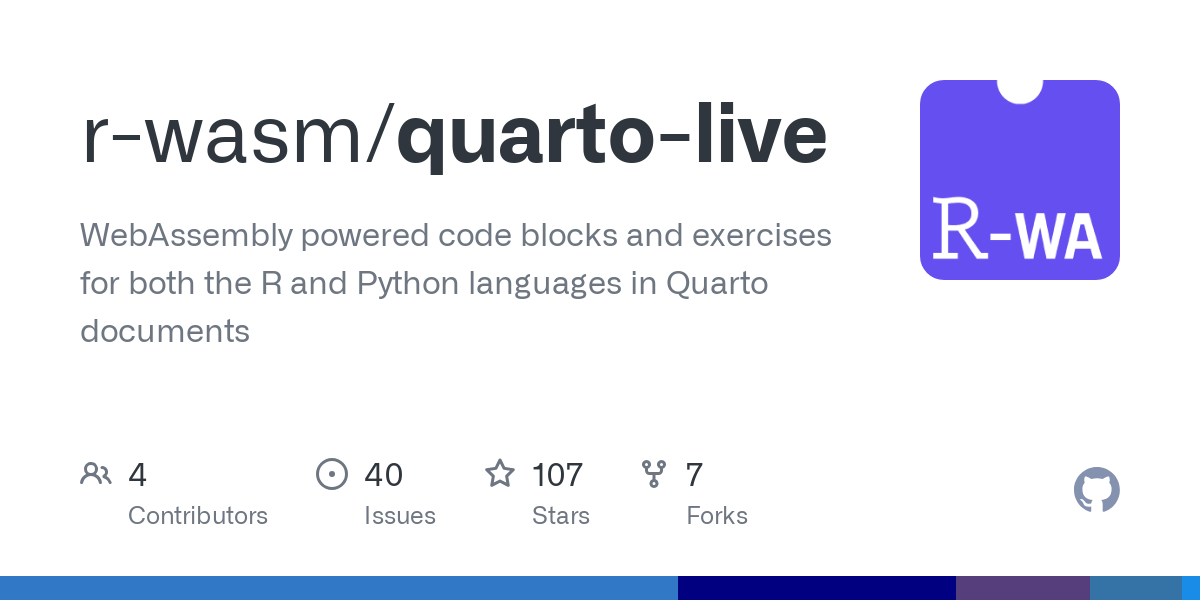 r-wasm/quarto-live
R-WA
WebAssembly powered code blocks and exercises
for both the R and Python languages in Quarto
documents
4
Contributors
40
Issues
107
Stars
7
Forks